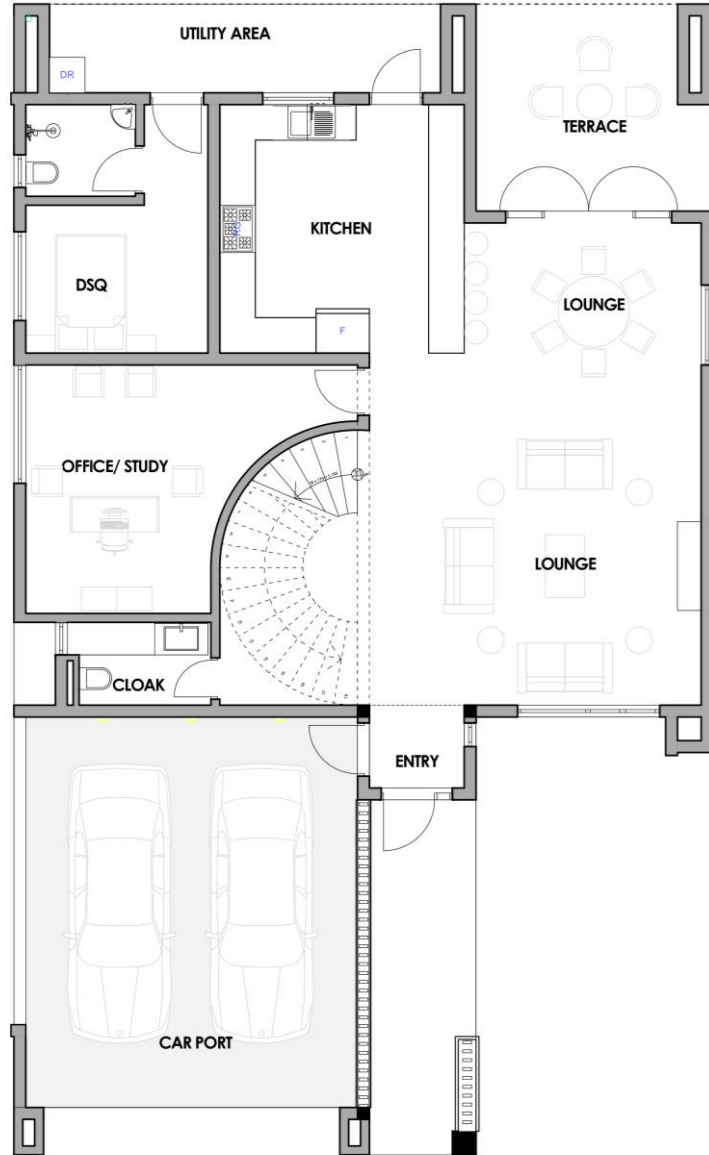 UTILITY AREA
DR
TERRACE
KITCHEN
DSQ
LOUNGE
F
OFFICE/ STUDY
LOUNGE
CLOAK
ENTRY
CAR PORT